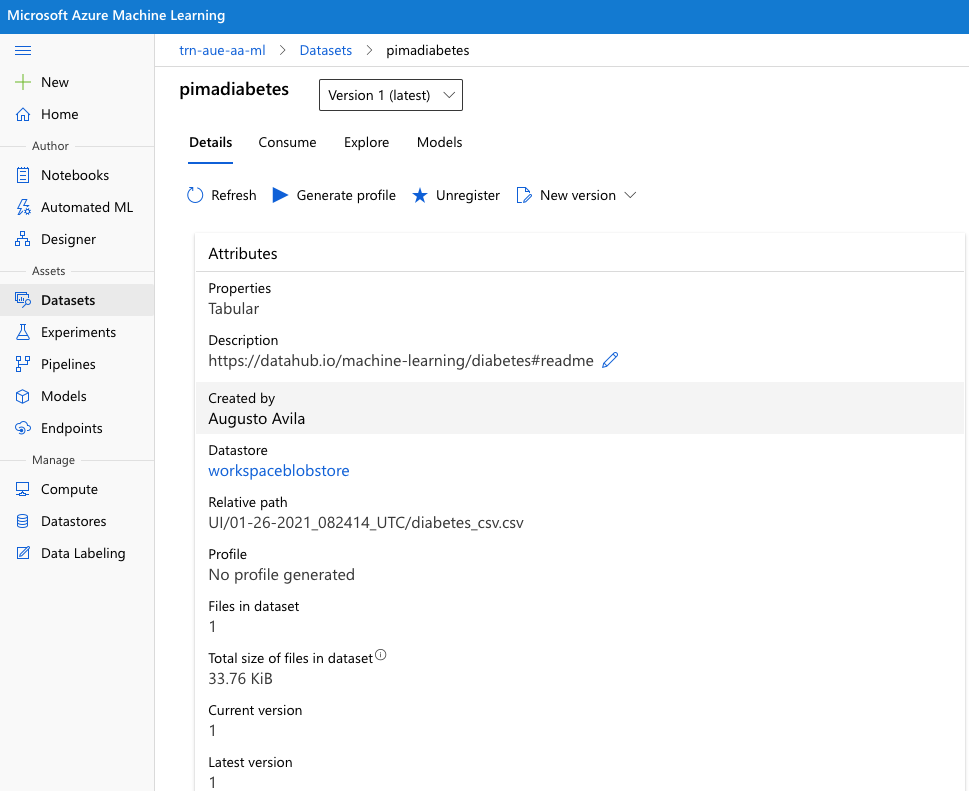 Microsoft Azure Machine Learning
trn-aue-aa-ml > Datasets > pimadiabetes
New
Home
Author
Notebooks
Automated ML
Designer
Assets
Datasets
Experiments
Pipelines
Models
Endpoints
Manage
Compute
Datastores
Data Labeling
pimadiabetes
Version 1 (latest)
Details Consume Explore Models
Refresh Generate profile Unregister New version
Attributes
Properties
Tabular
Description
https://datahub.io/machine-learning/diabetes#readme
Created by
Augusto Avila
Datastore
workspaceblobstore
Relative path
UI/01-26-2021_082414_UTC/diabetes_csv.csv
Profile
No profile generated
Files in dataset
1
Total size of files in dataset
33.76 KiB
Current version
1
Latest version
1